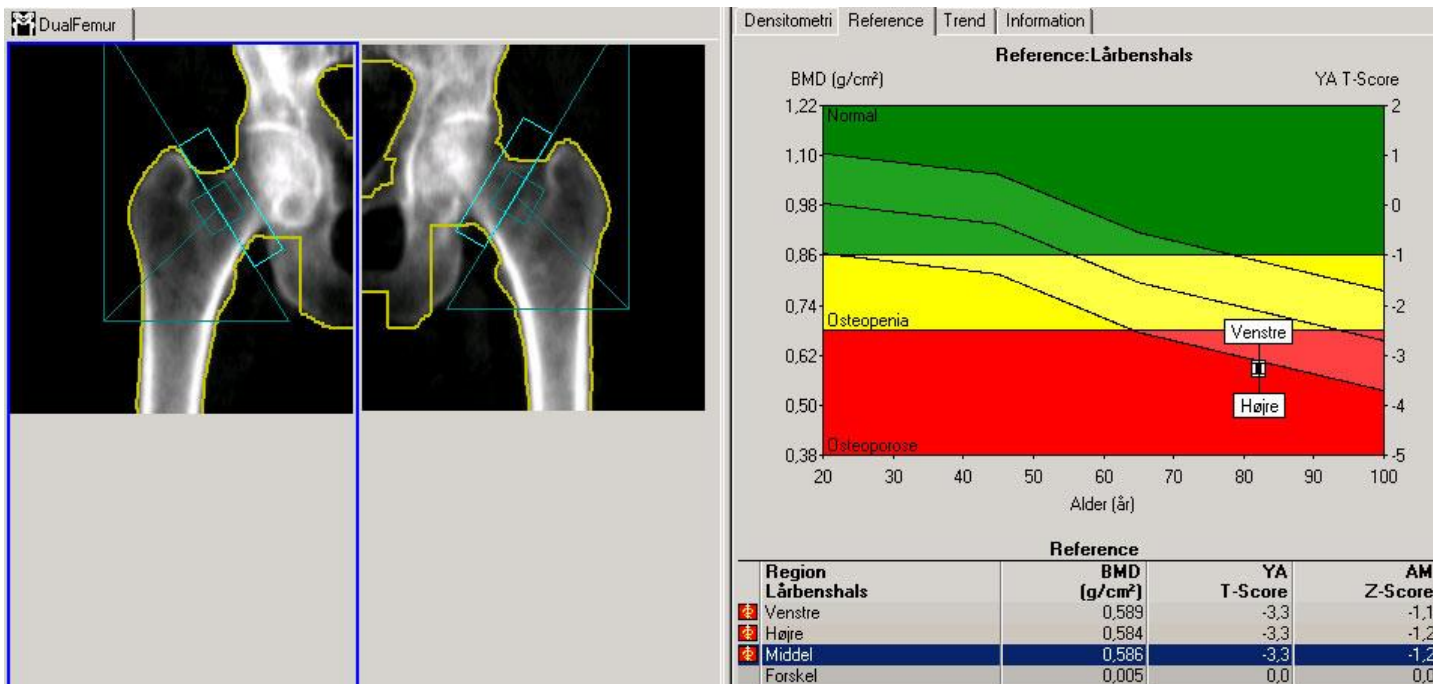 DualFemur
Densitometri Reference Trend Information
Reference:Lårbenshals
BMD (g/cm²) YA T-Score
1,22 2
Normal
1,10 1
0,98 0
0,86 -1
0,74 -2
Osteopenia
Venstre
0,62 -3
0,50 -4
Højre
Osteoporose
0,38 -5
20 30 40 50 60 70 80 90 100
Alder (år)
Reference
Region BMD YA AM
Lårbenshals (g/cm²) T-Score Z-Score
Venstre 0,589 -3,3 -1,1
Højre 0,584 -3,3 -1,2
Middel 0,586 -3,3 -1,2
Forskel 0,005 0,0 0,0